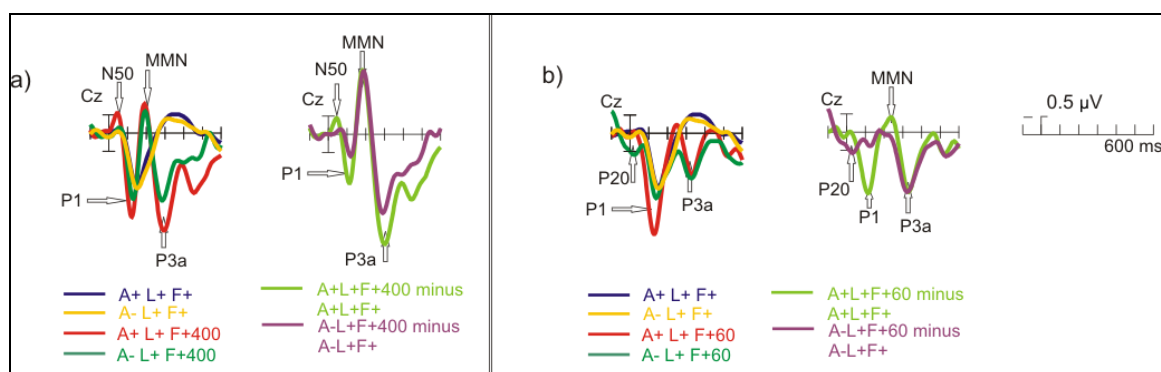 a)
N50
MMN
Cz
P1
P3a
N50
MMN
Cz
P1
P3a
A+ L+ F+
A- L+ F+
A+ L+ F+400
A- L+ F+400
A+L+F+400 minus
A+L+F+
A-L+F+400 minus
A-L+F+
b)
Cz
P20
P1
P3a
MMN
Cz
P20
P1
P3a
0.5 µV
600 ms
A+ L+ F+
A- L+ F+
A+ L+ F+60
A- L+ F+60
A+L+F+60 minus
A+L+F+
A-L+F+60 minus
A-L+F+